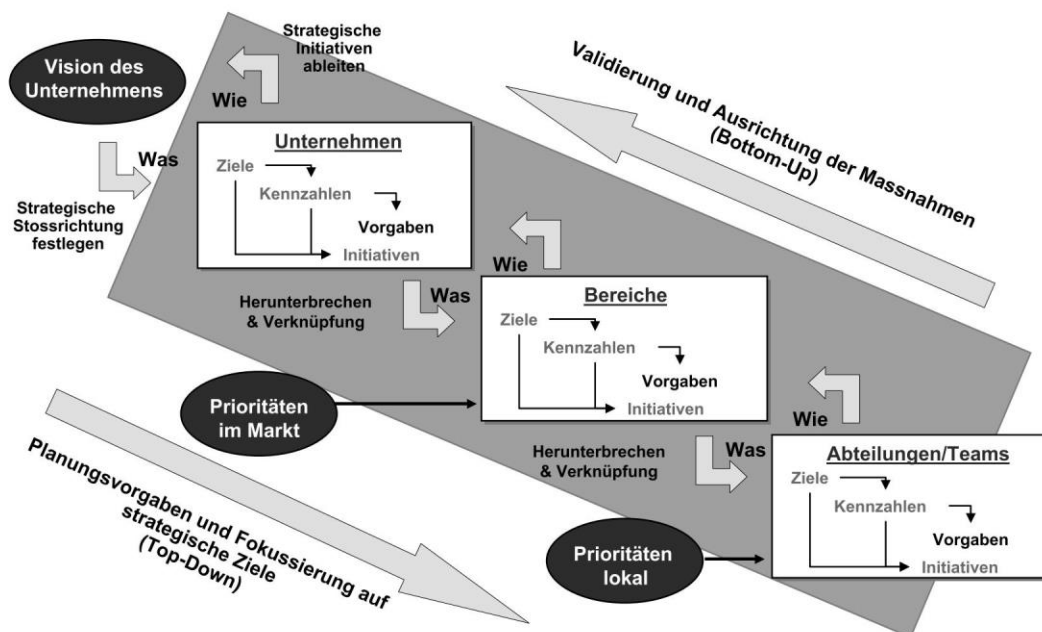 Strategische
Initiativen
ableiten
Vision des
Unternehmens
Wie
Validierung und Ausrichtung der Massnahmen
(Bottom-Up)
Was
Strategische
Stossrichtung
festlegen
Unternehmen
Ziele
Kennzahlen
Vorgaben
Initiativen
Wie
Herunterbrechen
& Verknüpfung
Was
Bereiche
Ziele
Kennzahlen
Vorgaben
Initiativen
Prioritäten
im Markt
Wie
Herunterbrechen
& Verknüpfung
Was
Abteilungen/Teams
Ziele
Kennzahlen
Vorgaben
Initiativen
Prioritäten
lokal
Planungsvorgaben und Fokussierung auf
strategische Ziele
(Top-Down)